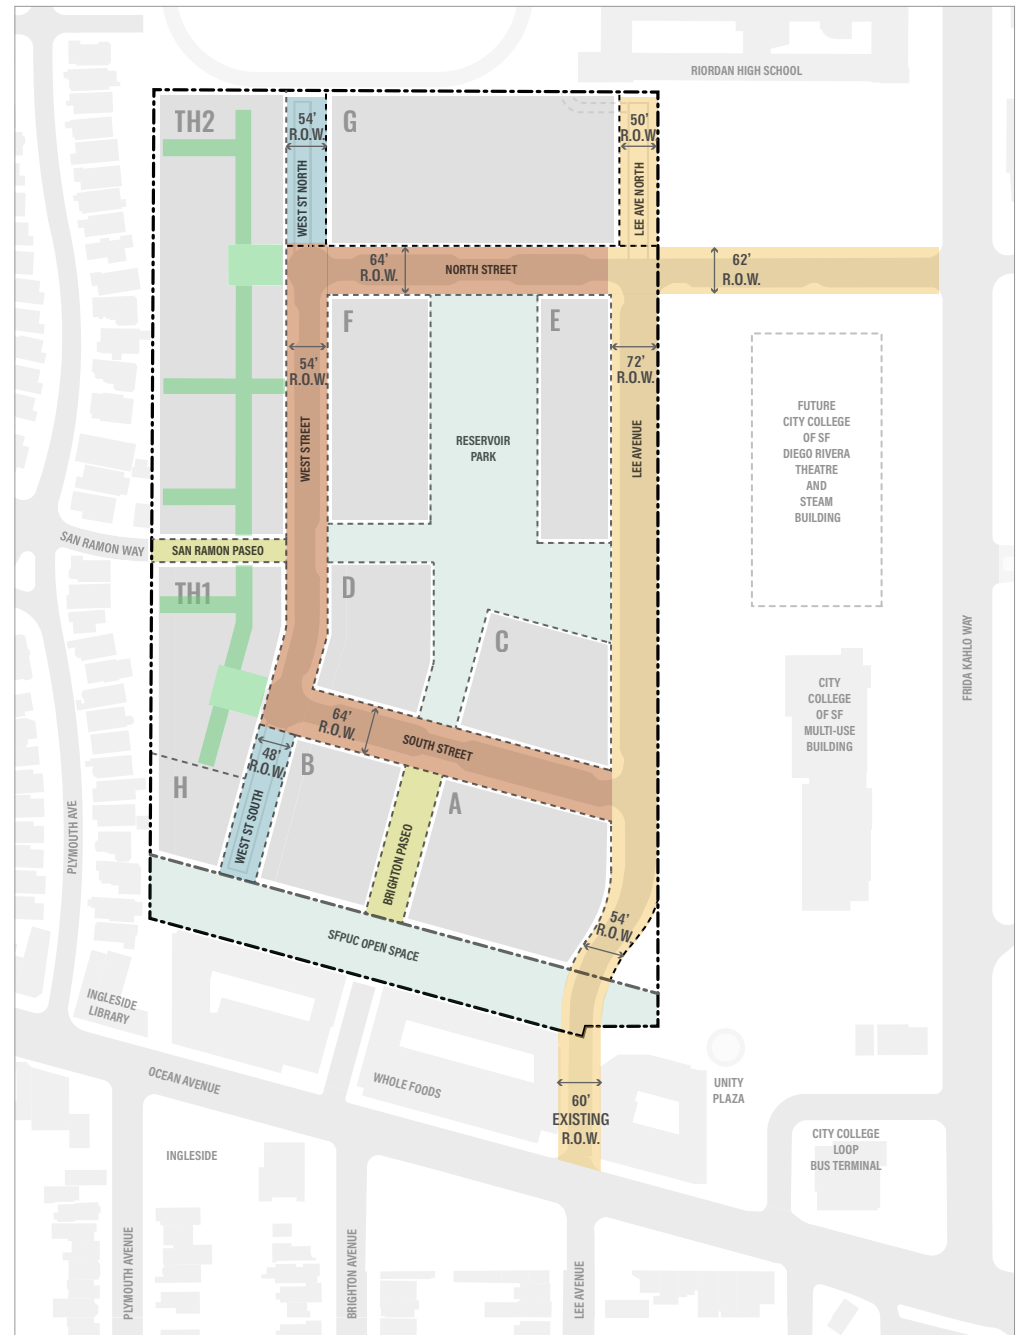 RIORDAN HIGH SCHOOL
TH2
54'
R.O.W.
G
50'
R.O.W
WEST ST NORTH
LEE AVE NORTH
64'
R.O.W.
NORTH STREET
62'
R.O.W.
F
E
54'
R.O.W.
72'
R.O.W.
WEST STREET
RESERVOIR
PARK
LEE AVENUE
FUTURE
CITY COLLEGE
OF SF
DIEGO RIVERA
THEATRE
AND
STEAM
BUILDING
SAN RAMON WAY
SAN RAMON PASEO
TH1
D
C
FRIDA KAHLO WAY
CITY
COLLEGE
OF SF
MULTI-USE
BUILDING
64'
R.O.W.
SOUTH STREET
48'
R.O.W.
B
H
A
PLYMOUTH AVE
WEST ST SOUTH
BRIGHTON PASEO
54'
R.O.W
SFPUC OPEN SPACE
INGLESIDE
LIBRARY
OCEAN AVENUE
WHOLE FOODS
UNITY
PLAZA
60'
EXISTING
R.O.W.
CITY COLLEGE
LOOP
BUS TERMINAL
INGLESIDE
PLYMOUTH AVENUE
BRIGHTON AVENUE
LEE AVENUE